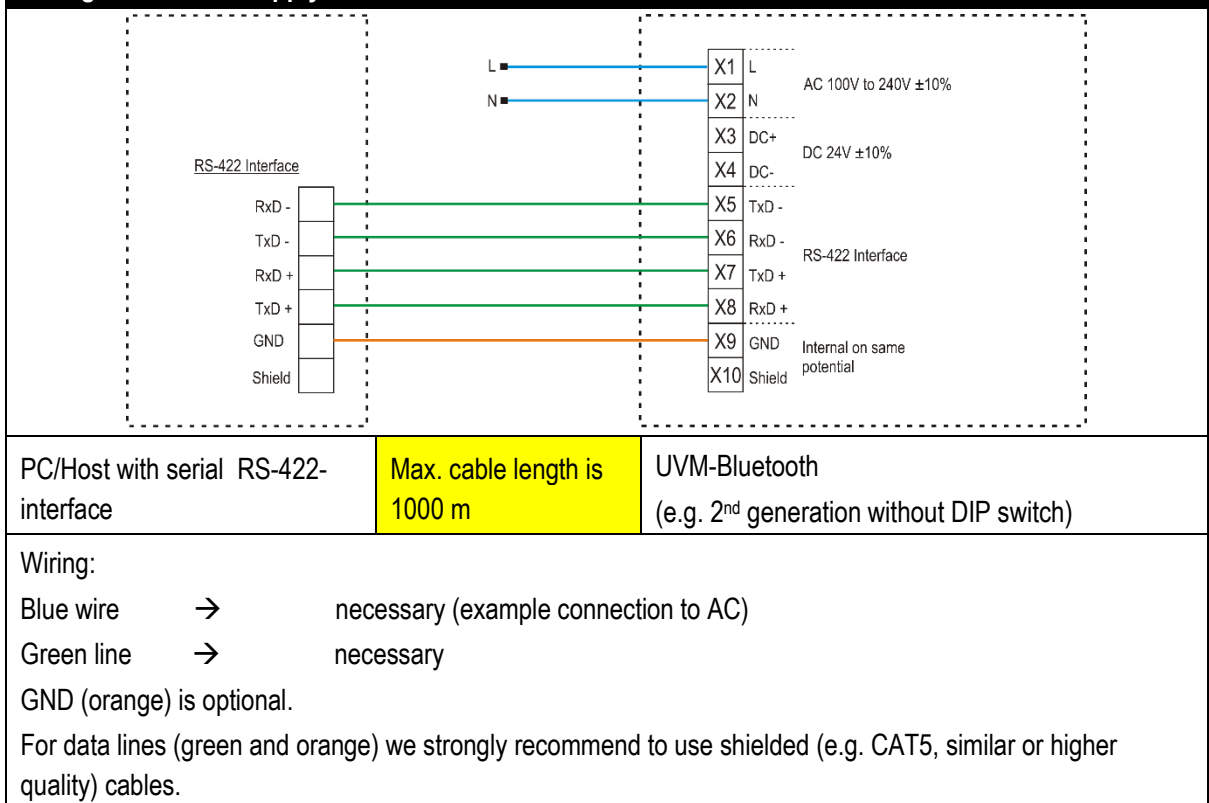 L
N
X1 L
AC 100V to 240V ±10%
X2 N
X3 DC+
DC 24V ±10%
X4 DC-
RS-422 Interface
RxD - X5 TxD -
TxD - X6 RxD -
RS-422 Interface
RxD + X7 TxD +
TxD + X8 RxD +
GND X9 GND
Internal on same
potential
Shield X10 Shield
PC/Host with serial RS-422-
interface
Max. cable length is
1000 m
UVM-Bluetooth
(e.g. 2nd generation without DIP switch)
Wiring:
Blue wire → necessary (example connection to AC)
Green line → necessary
GND (orange) is optional.
For data lines (green and orange) we strongly recommend to use shielded (e.g. CAT5, similar or higher
quality) cables.